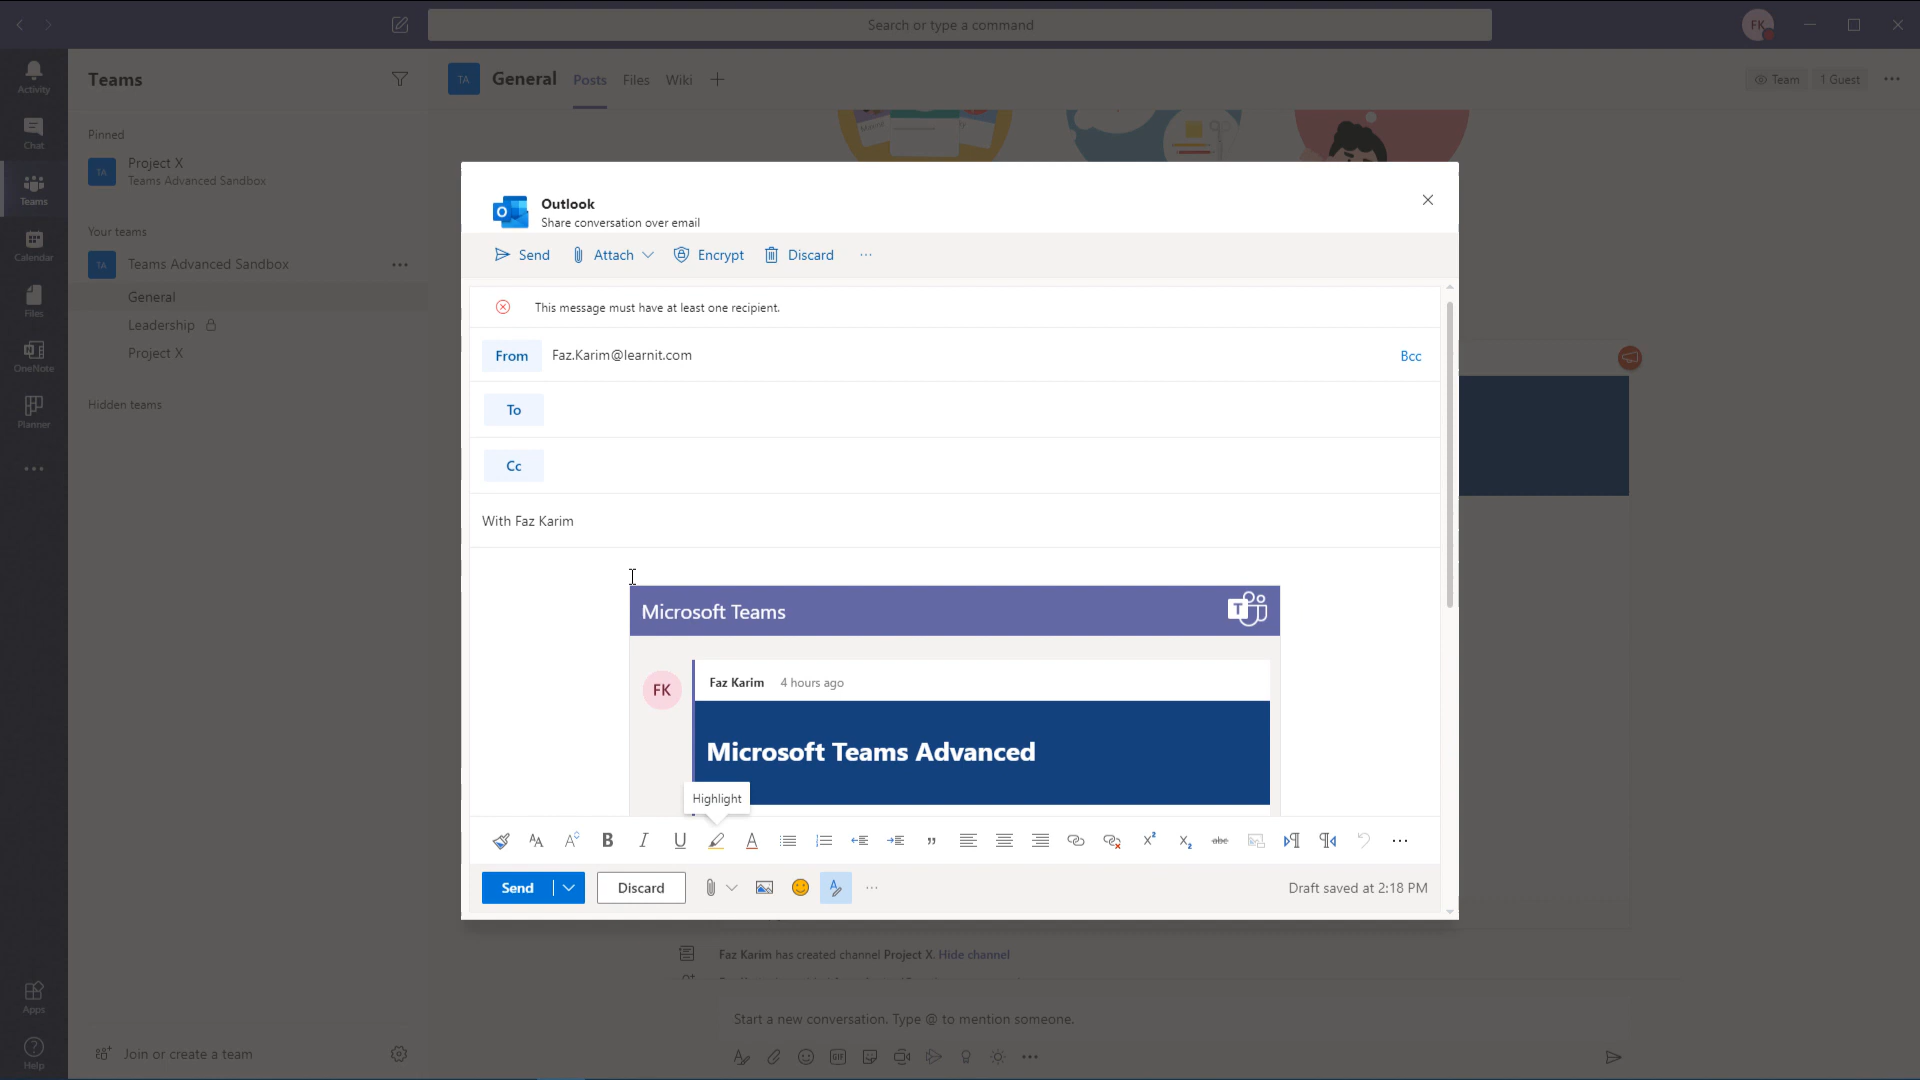 Search or type a command
FK
Activity
Chat
Teams
Calendar
Files
OneNote
Planner
Apps
Help
Teams
Pinned
TA
Project X
Teams Advanced Sandbox
Your teams
TA
Teams Advanced Sandbox
General
Leadership
Project X
Hidden teams
Join or create a team
TA
General
Posts
Files
Wiki
Team
1 Guest
Outlook
Share conversation over email
Send
Attach
Encrypt
Discard
This message must have at least one recipient.
From
Faz.Karim@learnit.com
Bcc
To
Cc
With Faz Karim
Microsoft Teams
T
FK
Faz Karim
4 hours ago
Microsoft Teams Advanced
Highlight
Send
Discard
Draft saved at 2:18 PM
Faz Karim has created channel Project X. Hide channel
Start a new conversation. Type @ to mention someone.
GIF